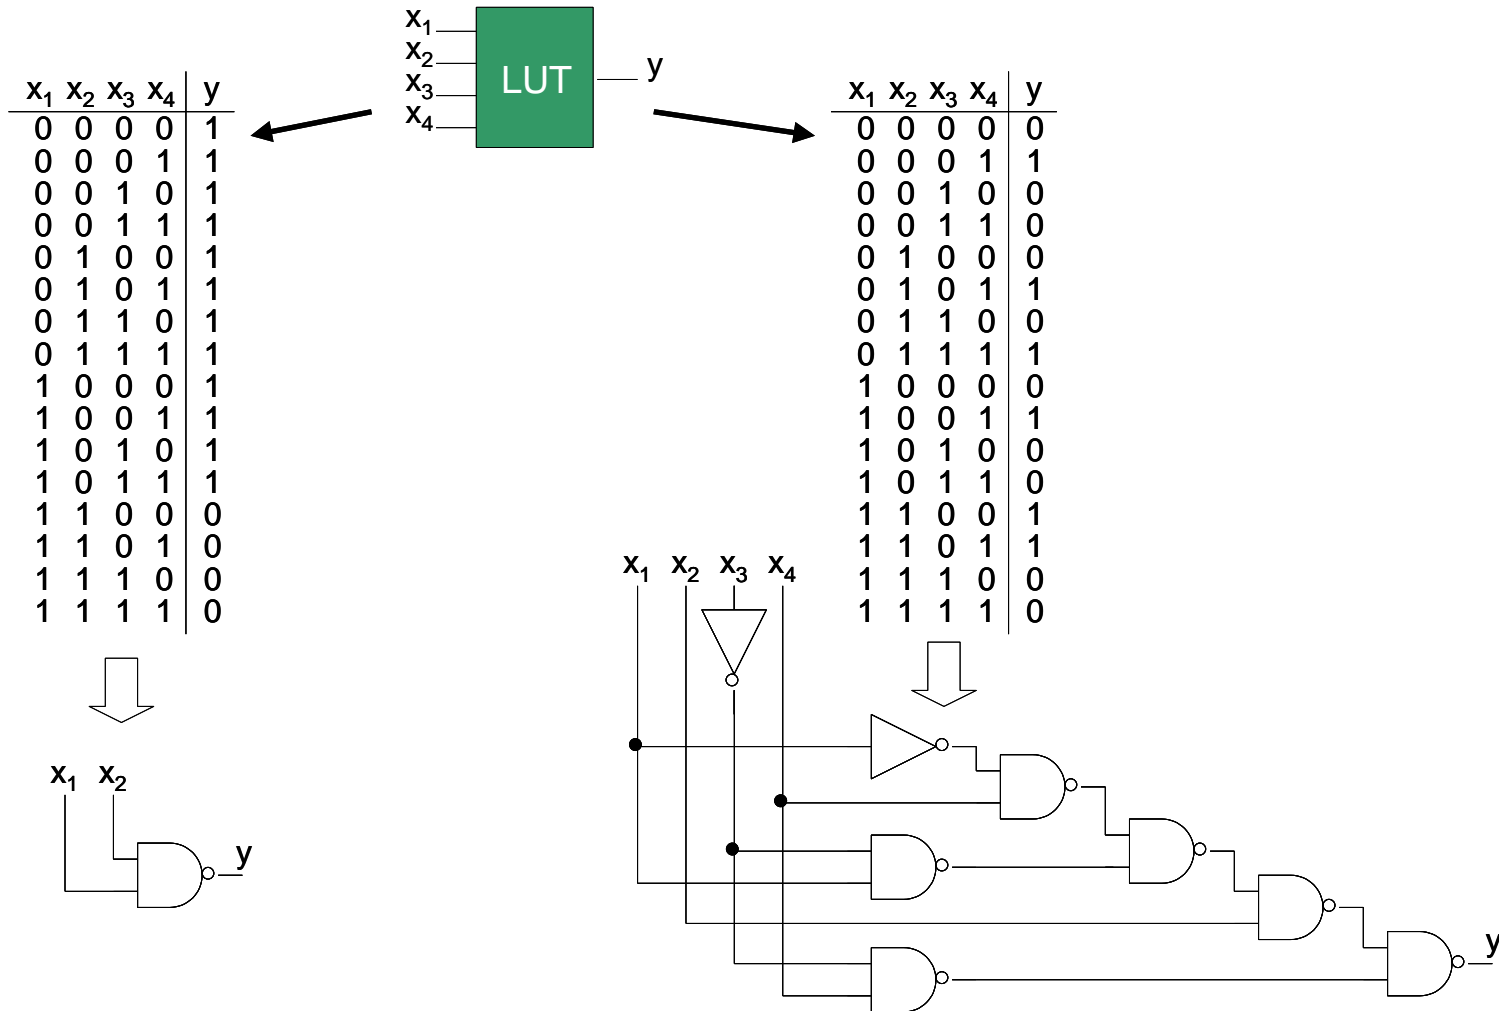 x1
x2
x3
x4
LUT
y
x1 x2 x3 x4 y
0 0 0 0 1
0 0 0 1 1
0 0 1 0 1
0 0 1 1 1
0 1 0 0 1
0 1 0 1 1
0 1 1 0 1
0 1 1 1 1
1 0 0 0 1
1 0 0 1 1
1 0 1 0 1
1 0 1 1 1
1 1 0 0 0
1 1 0 1 0
1 1 1 0 0
1 1 1 1 0
x1 x2
y
x1 x2 x3 x4 y
0 0 0 0 0
0 0 0 1 1
0 0 1 0 0
0 0 1 1 0
0 1 0 0 0
0 1 0 1 1
0 1 1 0 0
0 1 1 1 1
1 0 0 0 0
1 0 0 1 1
1 0 1 0 0
1 0 1 1 0
1 1 0 0 1
1 1 0 1 1
1 1 1 0 0
1 1 1 1 0
x1 x2 x3 x4
y